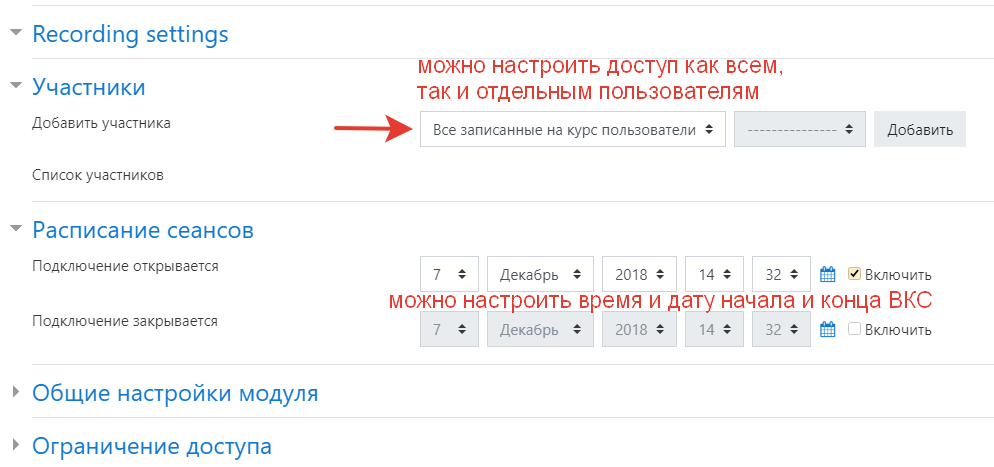 Recording settings
можно настроить доступ как всем,
Участники
так и отдельным пользователям
Добавить участника
Все записанные на курс пользователи
---------------
Добавить
Список участников
Расписание сеансов
Подключение открывается 7 Декабрь 2018 14 32 Включить
можно настроить время и дату начала и конца ВКС
Подключение закрывается 7 Декабрь 2018 14 32 Включить
Общие настройки модуля
Ограничение доступа